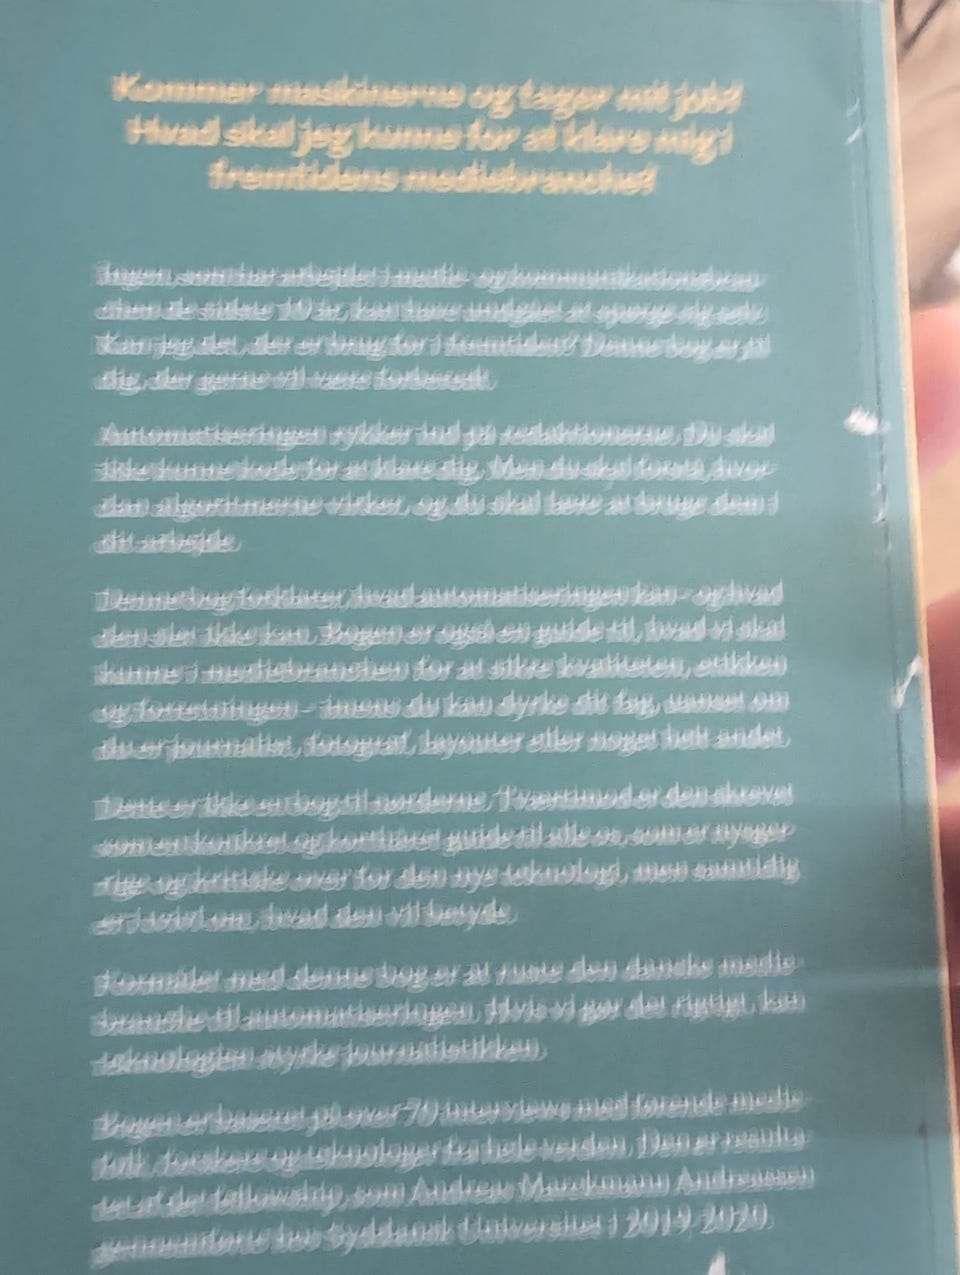 Kommer maskinerne og tager mit job?
Hvad skal jeg kunne for at klare mig i
fremtidens mediebranche?
Ingen, som har arbejdet i medie- og kommunikationsbran-
chen de sidste 10 år, kan have undgået at spørge sig selv:
Kan jeg det, der er brug for i fremtiden? Denne bog er til
dig, der gerne vil være forberedt.
Automatiseringen rykker ind på redaktionerne. Du skal
ikke kunne kode for at klare dig. Men du skal forstå, hvor-
dan algoritmerne virker, og du skal lære at bruge dem i
dit arbejde.
Denne bog forklarer, hvad automatiseringen kan - og hvad
den slet ikke kan. Bogen er også en guide til, hvad vi skal
kunne i mediebranchen for at sikre kvaliteten, etikken
og forretningen - imens du kan dyrke dit fag, uanset om
du er journalist, fotograf, layouter eller noget helt andet.
Dette er ikke en bog til nørderne. Tværtimod er den skrevet
som en konkret og kortfattet guide til alle os, som er nysger-
rige og kritiske over for den nye teknologi, men samtidig
er i tvivl om, hvad den vil betyde.
Formålet med denne bog er at ruste den danske medie-
branche til automatiseringen. Hvis vi gør det rigtigt, kan
teknologien styrke journalistikken.
Bogen er baseret på over 70 interviews med førende medie-
folk, forskere og teknologer fra hele verden. Den er resulta-
tet af det fellowship, som Andreas Marckmann Andreassen
gennemførte hos Syddansk Universitet i 2019-2020.